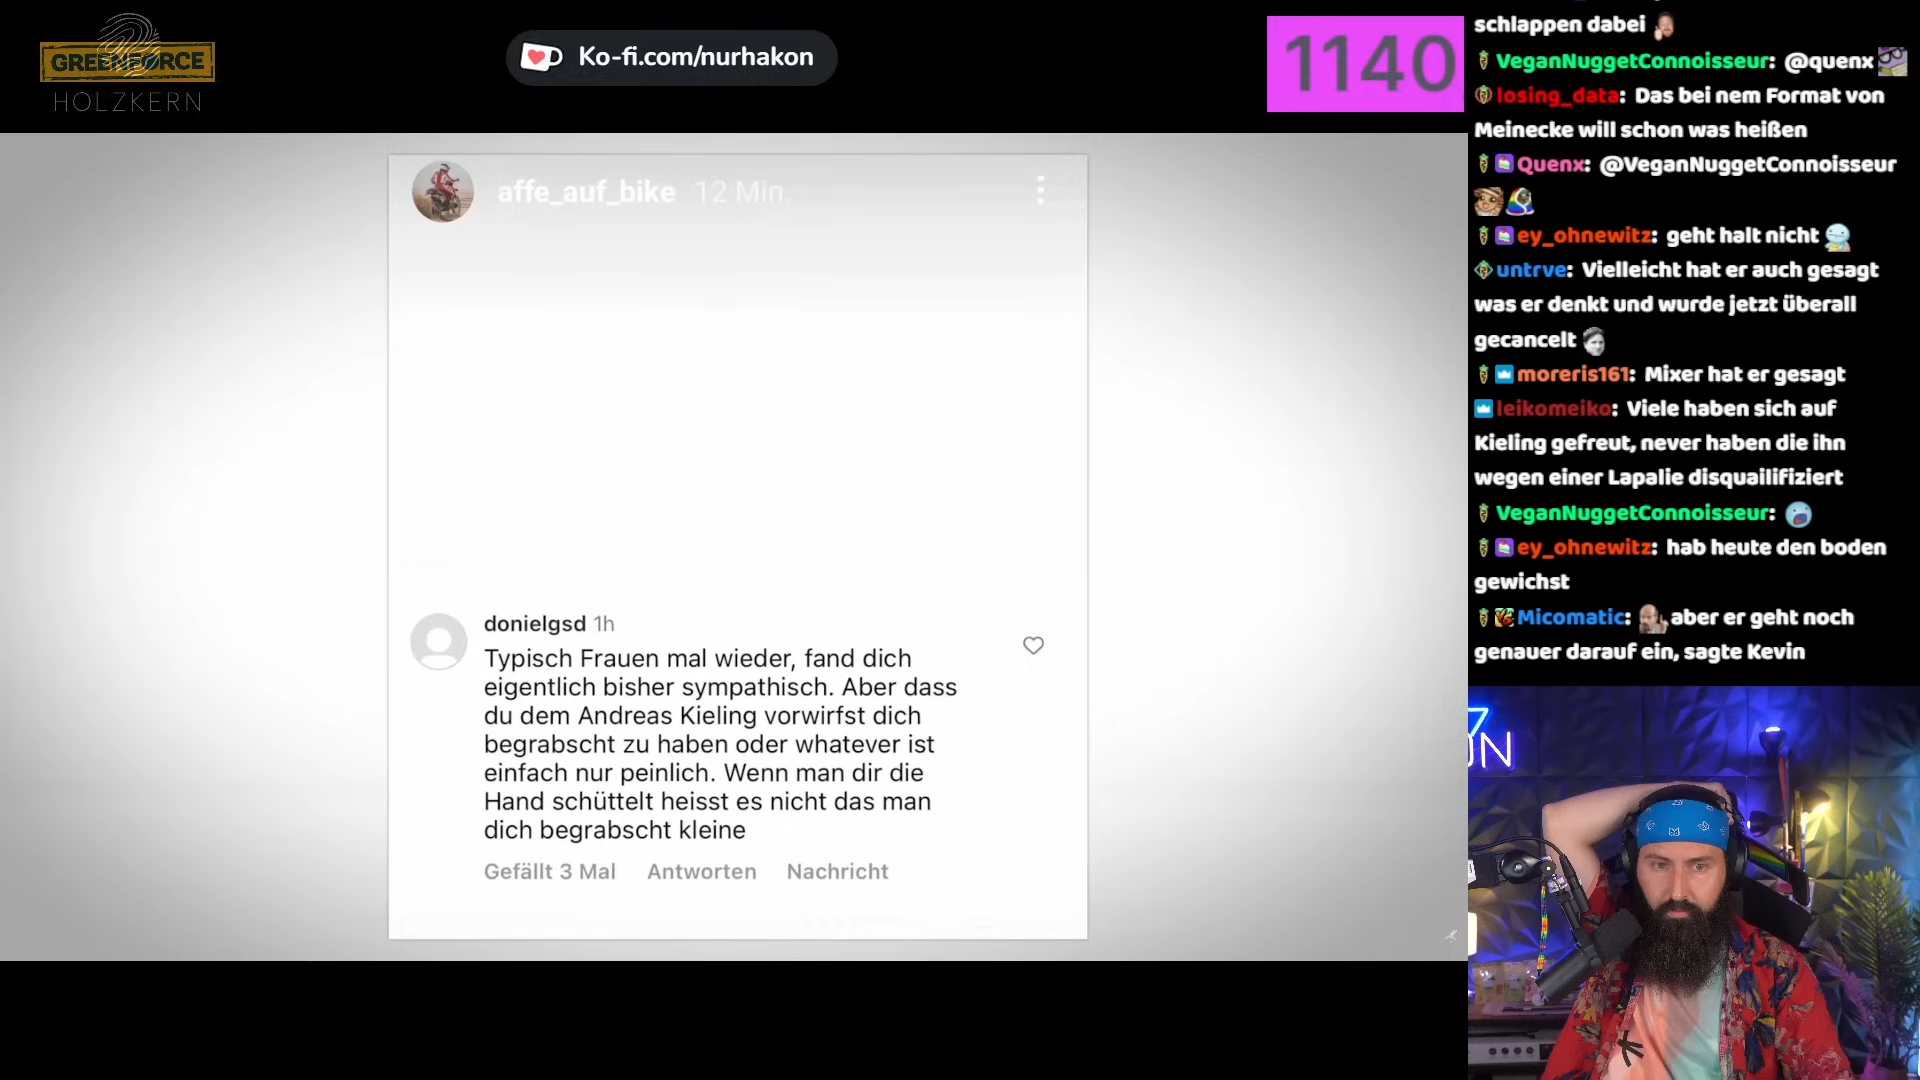 GREENFORCE
HOLZKERN
Ko-fi.com/nurhakon
1140
affe_auf_bike 12 Min.
donielgsd 1h
Typisch Frauen mal wieder, fand dich
eigentlich bisher sympathisch. Aber dass
du dem Andreas Kieling vorwirfst dich
begrabscht zu haben oder whatever ist
einfach nur peinlich. Wenn man dir die
Hand schüttelt heisst es nicht das man
dich begrabscht kleine
Gefällt 3 Mal Antworten Nachricht
schlappen dabei
VeganNuggetConnoisseur: @quenx
losing_data: Das bei nem Format von
Meinecke will schon was heißen
Quenx: @VeganNuggetConnoisseur
ey_ohnewitz: geht halt nicht
untrve: Vielleicht hat er auch gesagt
was er denkt und wurde jetzt überall
gecancelt
moreris161: Mixer hat er gesagt
leikomeiko: Viele haben sich auf
Kieling gefreut, never haben die ihn
wegen einer Lapalie disquailifiziert
VeganNuggetConnoisseur:
ey_ohnewitz: hab heute den boden
gewichst
Micomatic: aber er geht noch
genauer darauf ein, sagte Kevin